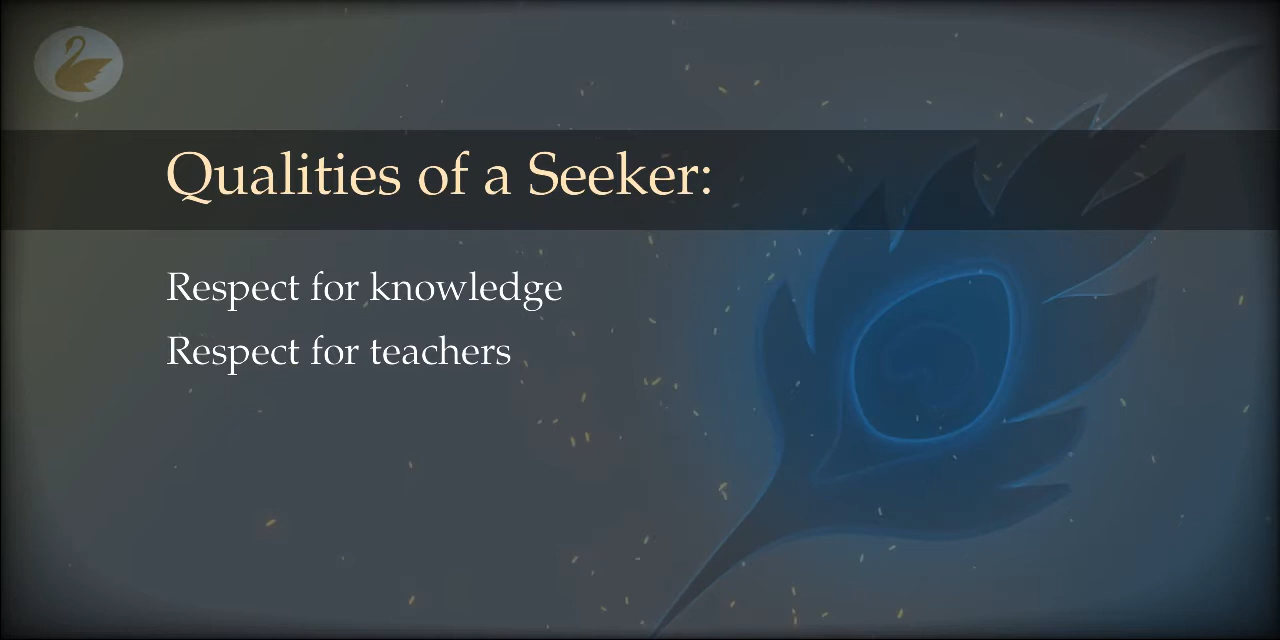 Qualities of a Seeker:
Respect for knowledge
Respect for teachers